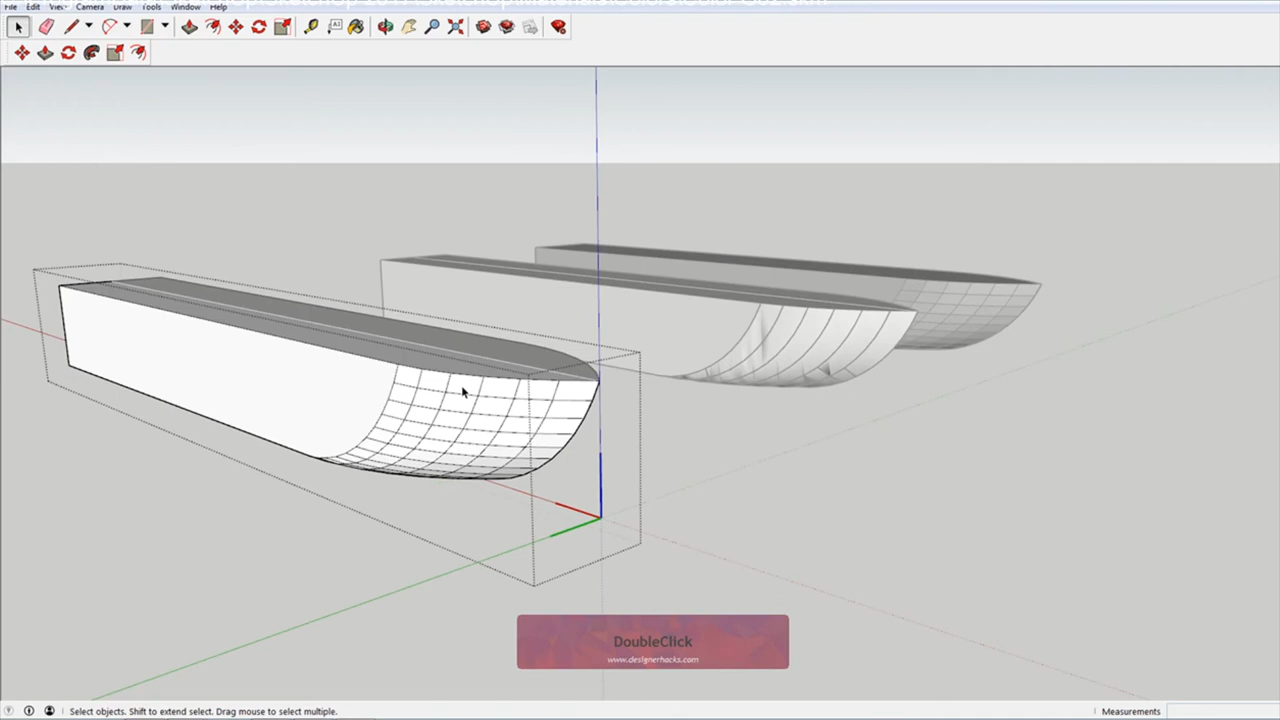 File Edit View Camera Draw Tools Window Help
DoubleClick
www.designerhacks.com
Select objects. Shift to extend select. Drag mouse to select multiple.
Measurements